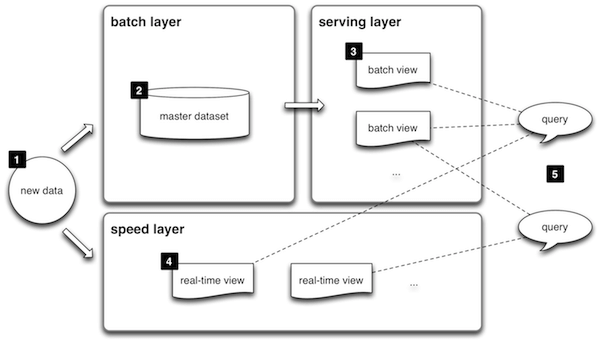 batch layer
serving layer
3
batch view
2
master dataset
query
batch view
1
new data
...
5
speed layer
query
4
real-time view
real-time view
...